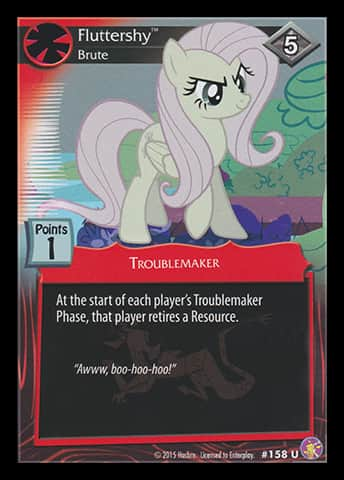 Fluttershy™
Brute
5
Points
1
TROUBLEMAKER
At the start of each player's Troublemaker
Phase, that player retires a Resource.
"Awww, boo-hoo-hoo!"
© 2015 Hasbro. Licensed to Enterplay. #158 U